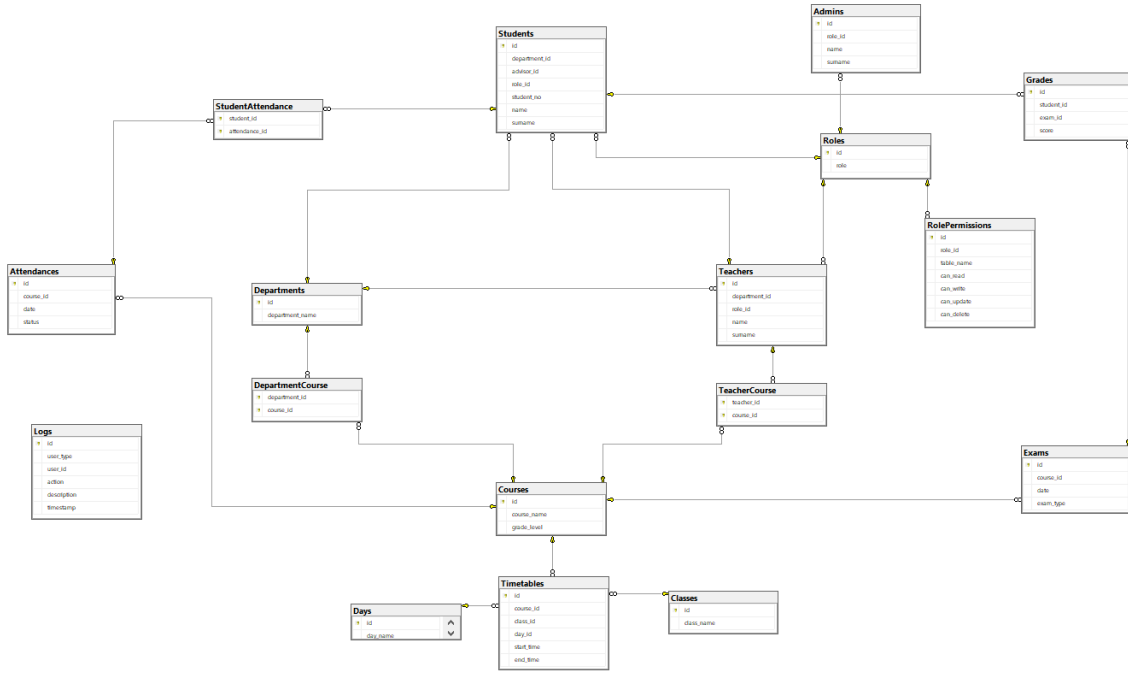 Admins
id
role_id
name
surname
Students
id
department_id
advisor_id
role_id
student_no
name
surname
Grades
id
student_id
exam_id
score
StudentAttendance
student_id
attendance_id
Roles
id
role
RolePermissions
id
role_id
table_name
can_read
can_write
can_update
can_delete
Attendances
id
course_id
date
status
Departments
id
department_name
Teachers
id
department_id
role_id
name
surname
DepartmentCourse
department_id
course_id
TeacherCourse
teacher_id
course_id
Logs
id
user_type
user_id
action
description
timestamp
Exams
id
course_id
date
exam_type
Courses
id
course_name
grade_level
Timetables
id
course_id
class_id
day_id
start_time
end_time
Days
id
day_name
Classes
id
class_name